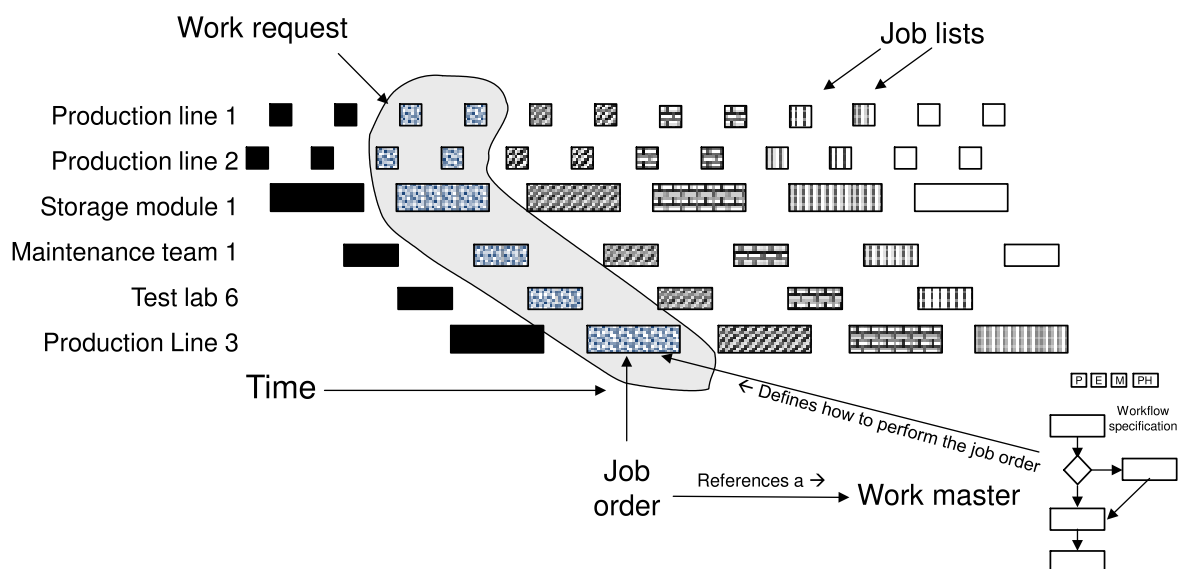 Work request
Job lists
Production line 1
Production line 2
Storage module 1
Maintenance team 1
Test lab 6
Production Line 3
Time
P E M PH
Workflow
specification
← Defines how to perform the job order
Job
order
References a →
Work master